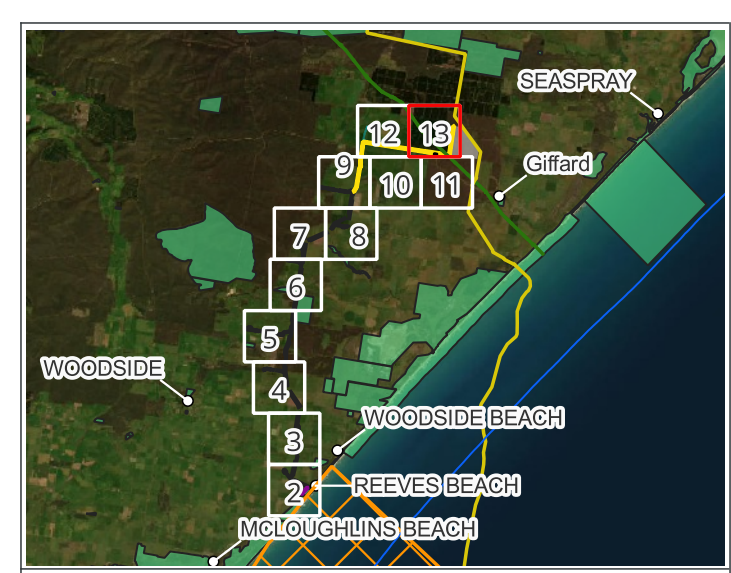 SEASPRAY
12
13
9
Giffard
10
11
7
8
6
5
WOODSIDE
4
WOODSIDE BEACH
3
REEVES BEACH
2
MCLOUGHLINS BEACH